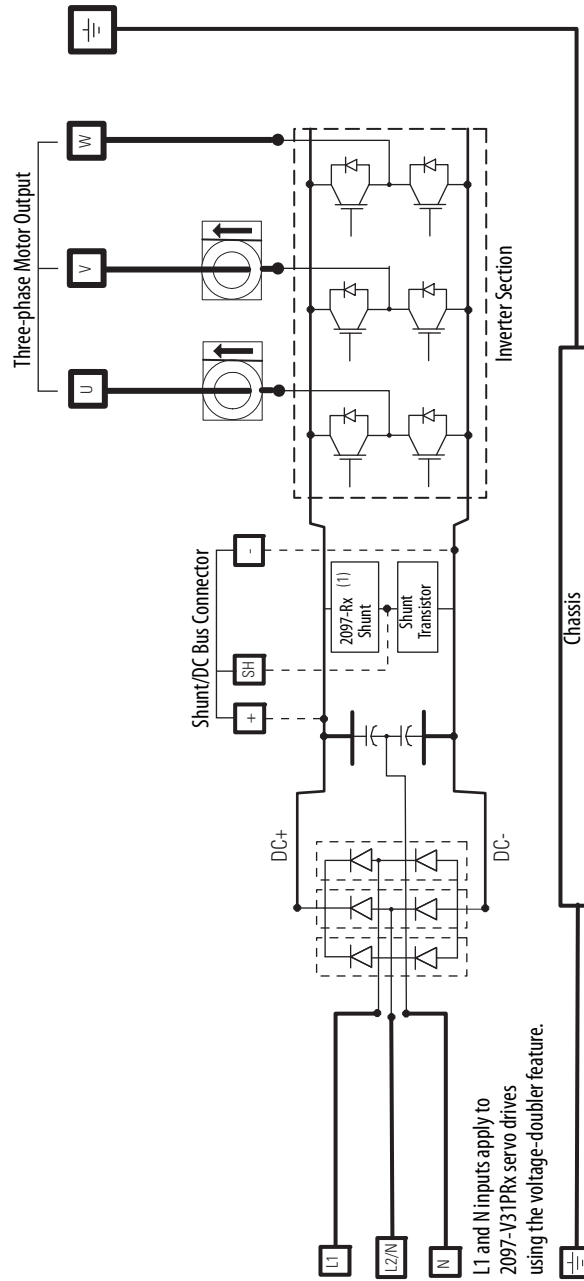 Three-phase Motor Output
U
V
W
Shunt/DC Bus Connector
+
SH
-
DC+
2097-Rx (1)
Shunt
Shunt
Transistor
DC-
Inverter Section
L1
L2/N
N
L1 and N inputs apply to
2097-V31PRx servo drives
using the voltage-doubler feature.
Chassis